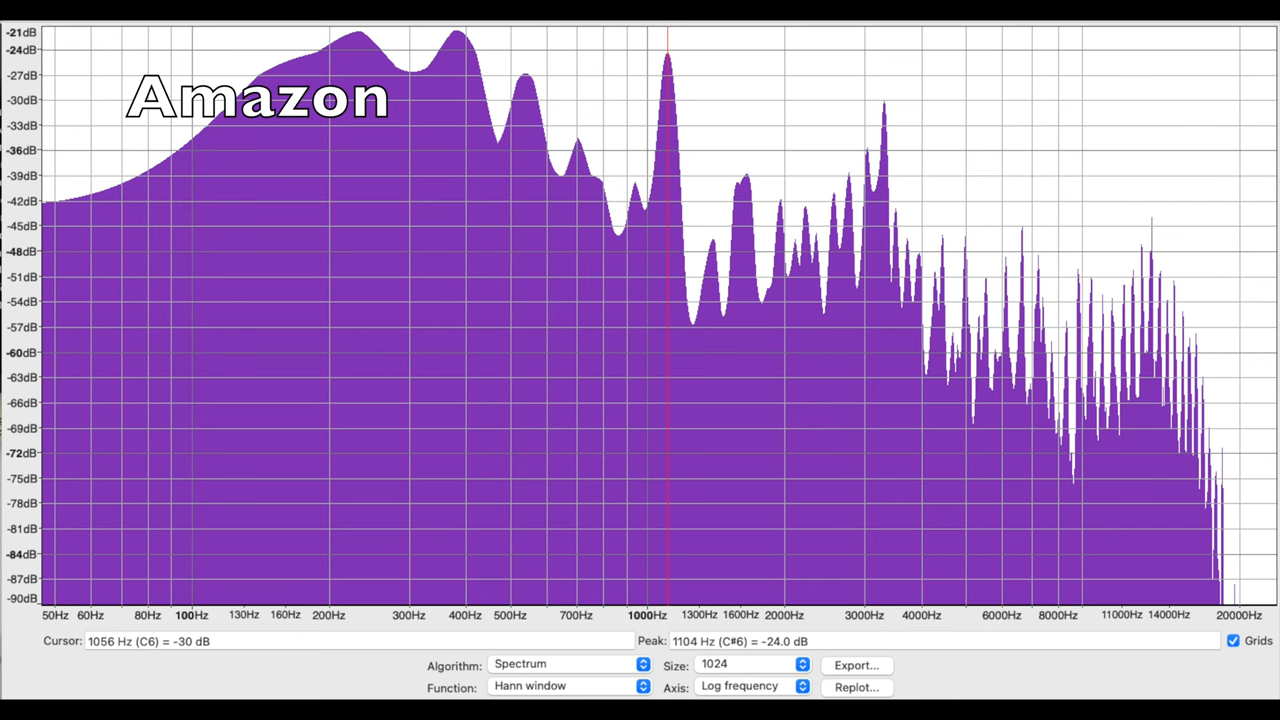 Amazon
-21dB
-24dB
-27dB
-30dB
-33dB
-36dB
-39dB
-42dB
-45dB
-48dB
-51dB
-54dB
-57dB
-60dB
-63dB
-66dB
-69dB
-72dB
-75dB
-78dB
-81dB
-84dB
-87dB
-90dB
50Hz 60Hz 80Hz 100Hz 130Hz 160Hz 200Hz 300Hz 400Hz 500Hz 700Hz 1000Hz 1300Hz 1600Hz 2000Hz 3000Hz 4000Hz 6000Hz 8000Hz 11000Hz 14000Hz 20000Hz
Cursor: 1056 Hz (C6) = -30 dB Peak: 1104 Hz (C#6) = -24.0 dB Grids
Algorithm: Spectrum Size: 1024 Export...
Function: Hann window Axis: Log frequency Replot...